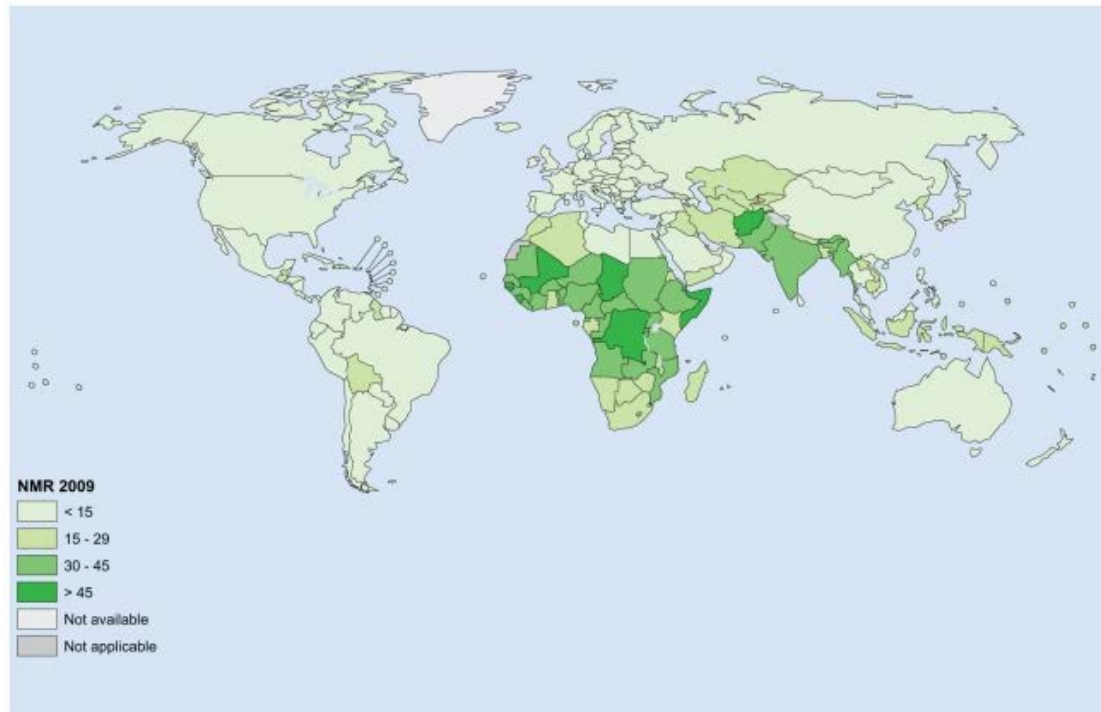 NMR 2009
< 15
15 - 29
30 - 45
> 45
Not available
Not applicable